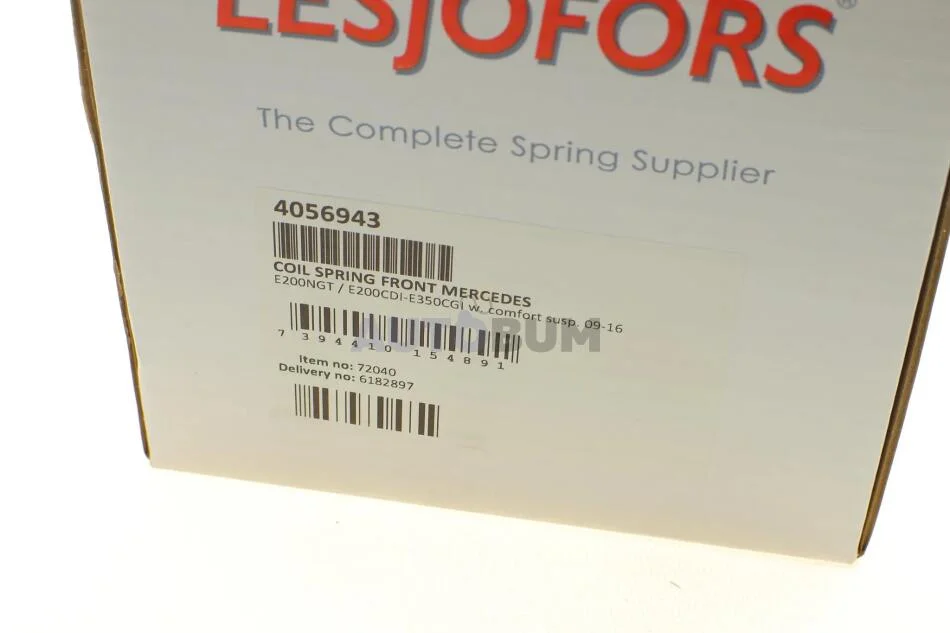 LESJOFORS®
The Complete Spring Supplier
4056943
COIL SPRING FRONT MERCEDES
E200NGT / E200CDI-E350CGI w. comfort susp. 09-16
AUTOBUM
7 394410 154891
Item no: 72040
Delivery no: 6182897